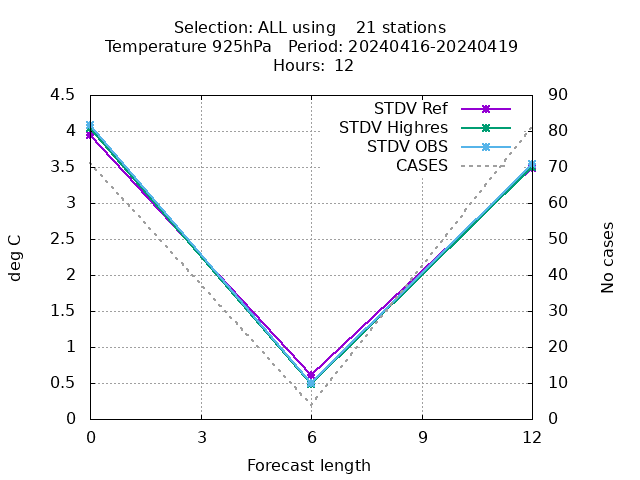 Selection: ALL using    21 stations
Temperature 925hPa   Period: 20240416-20240419
Hours:  12
4.5
4
3.5
3
2.5
2
1.5
1
0.5
0
90
80
70
60
50
40
30
20
10
0
STDV Ref
STDV Highres
STDV OBS
CASES
deg C
No cases
0 3 6 9 12
Forecast length